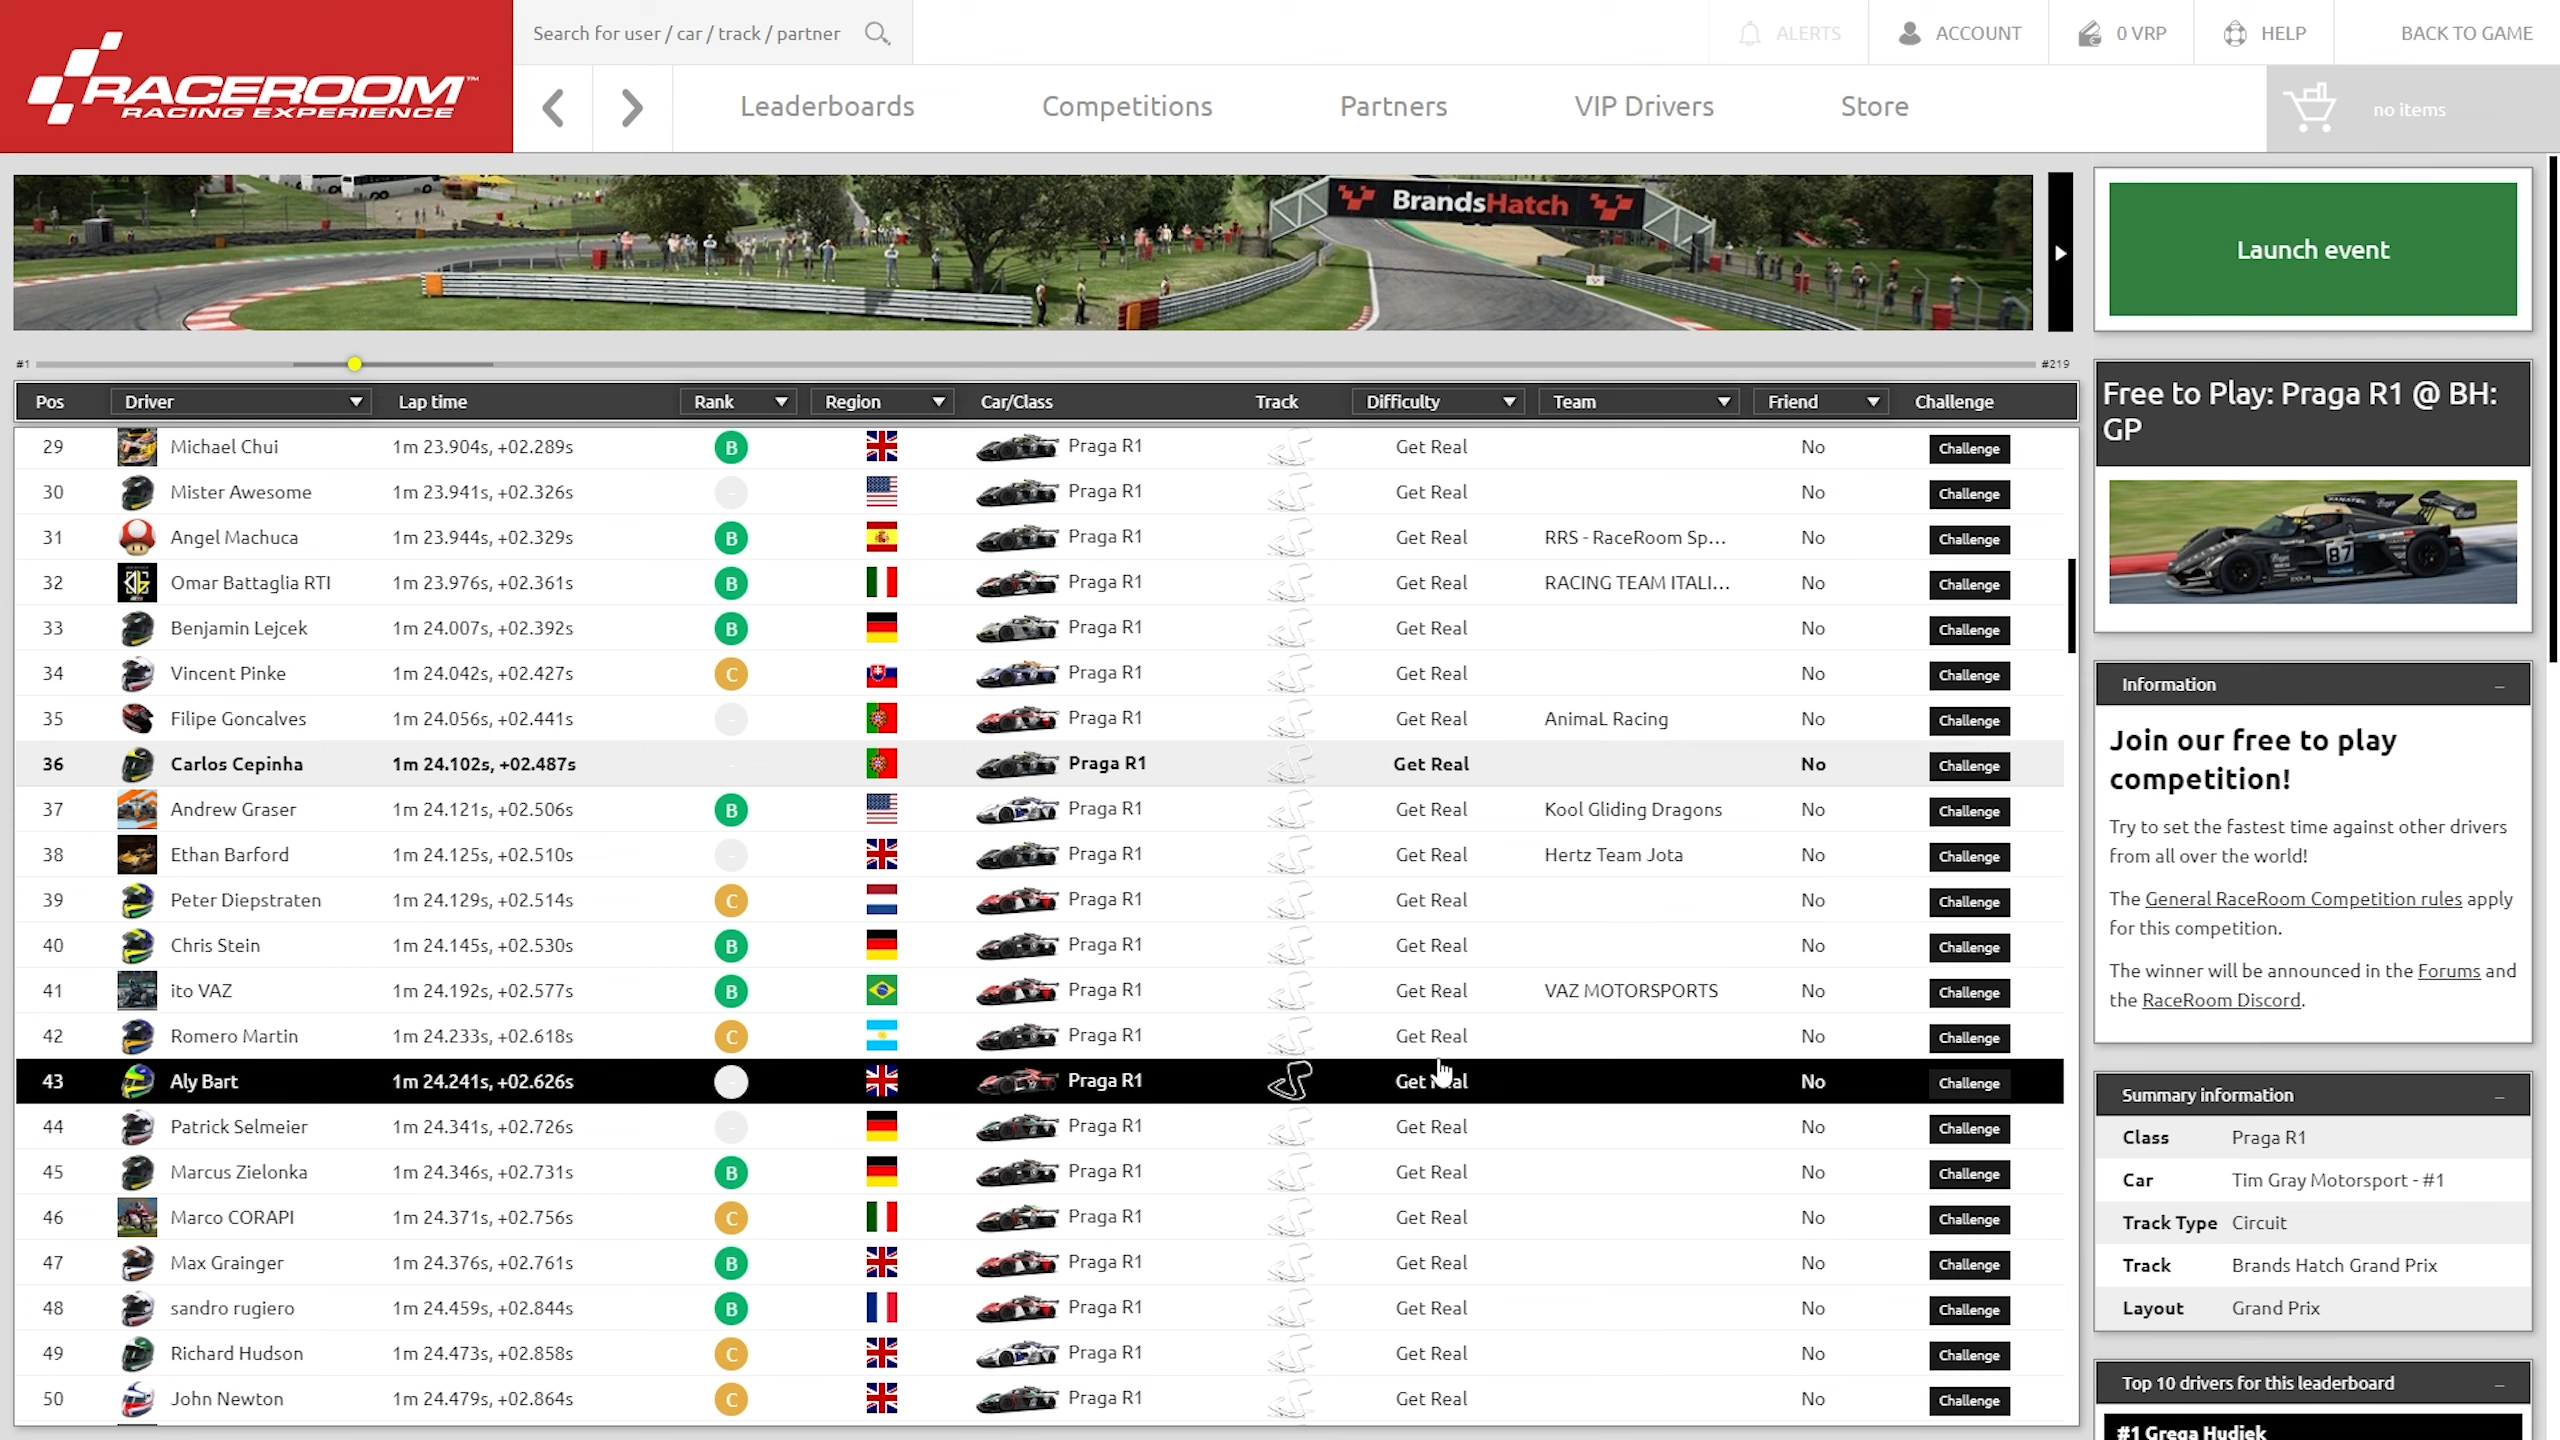 RACEROOM™
RACING EXPERIENCE
Search for user / car / track / partner
ALERTS
ACCOUNT
0 VRP
HELP
BACK TO GAME
Leaderboards
Competitions
Partners
VIP Drivers
Store
no items
BrandsHatch
Launch event
#1
#219
Pos Driver Lap time Rank Region Car/Class Track Difficulty Team Friend Challenge
29 Michael Chui 1m 23.904s, +02.289s B Praga R1 Get Real No Challenge
30 Mister Awesome 1m 23.941s, +02.326s - Praga R1 Get Real No Challenge
31 Angel Machuca 1m 23.944s, +02.329s B Praga R1 Get Real RRS - RaceRoom Sp... No Challenge
32 Omar Battaglia RTI 1m 23.976s, +02.361s B Praga R1 Get Real RACING TEAM ITALI... No Challenge
33 Benjamin Lejcek 1m 24.007s, +02.392s B Praga R1 Get Real No Challenge
34 Vincent Pinke 1m 24.042s, +02.427s C Praga R1 Get Real No Challenge
35 Filipe Goncalves 1m 24.056s, +02.441s - Praga R1 Get Real AnimaL Racing No Challenge
36 Carlos Cepinha 1m 24.102s, +02.487s - Praga R1 Get Real No Challenge
37 Andrew Graser 1m 24.121s, +02.506s B Praga R1 Get Real Kool Gliding Dragons No Challenge
38 Ethan Barford 1m 24.125s, +02.510s - Praga R1 Get Real Hertz Team Jota No Challenge
39 Peter Diepstraten 1m 24.129s, +02.514s C Praga R1 Get Real No Challenge
40 Chris Stein 1m 24.145s, +02.530s B Praga R1 Get Real No Challenge
41 ito VAZ 1m 24.192s, +02.577s B Praga R1 Get Real VAZ MOTORSPORTS No Challenge
42 Romero Martin 1m 24.233s, +02.618s C Praga R1 Get Real No Challenge
43 Aly Bart 1m 24.241s, +02.626s - Praga R1 Get Real No Challenge
44 Patrick Selmeier 1m 24.341s, +02.726s - Praga R1 Get Real No Challenge
45 Marcus Zielonka 1m 24.346s, +02.731s B Praga R1 Get Real No Challenge
46 Marco CORAPI 1m 24.371s, +02.756s C Praga R1 Get Real No Challenge
47 Max Grainger 1m 24.376s, +02.761s B Praga R1 Get Real No Challenge
48 sandro rugiero 1m 24.459s, +02.844s B Praga R1 Get Real No Challenge
49 Richard Hudson 1m 24.473s, +02.858s C Praga R1 Get Real No Challenge
50 John Newton 1m 24.479s, +02.864s C Praga R1 Get Real No Challenge
Free to Play: Praga R1 @ BH:
GP
87
Information
Join our free to play
competition!
Try to set the fastest time against other drivers
from all over the world!
The General RaceRoom Competition rules apply
for this competition.
The winner will be announced in the Forums and
the RaceRoom Discord.
Summary information
Class Praga R1
Car Tim Gray Motorsport - #1
Track Type Circuit
Track Brands Hatch Grand Prix
Layout Grand Prix
Top 10 drivers for this leaderboard
#1 Grega Hudjek